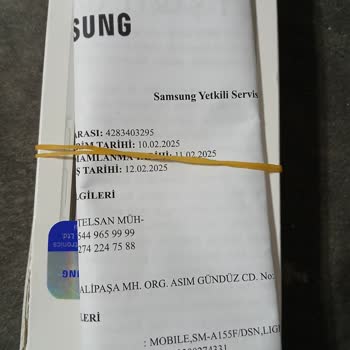 SUNG
Samsung Yetkili Servis
ARASI: 4283403295
TARİHİ: 10.02.2025
TARİHİ: 11.02.2025
Ş TARİHİ: 12.02.2025
LGİLERİ
TELSAN MÜH-
544 965 99 99
274 224 75 88
ALİPAŞA MH. ORG. ASIM GÜNDÜZ CD. No:
LERİ
: MOBILE,SM-A155F/DSN,LIG